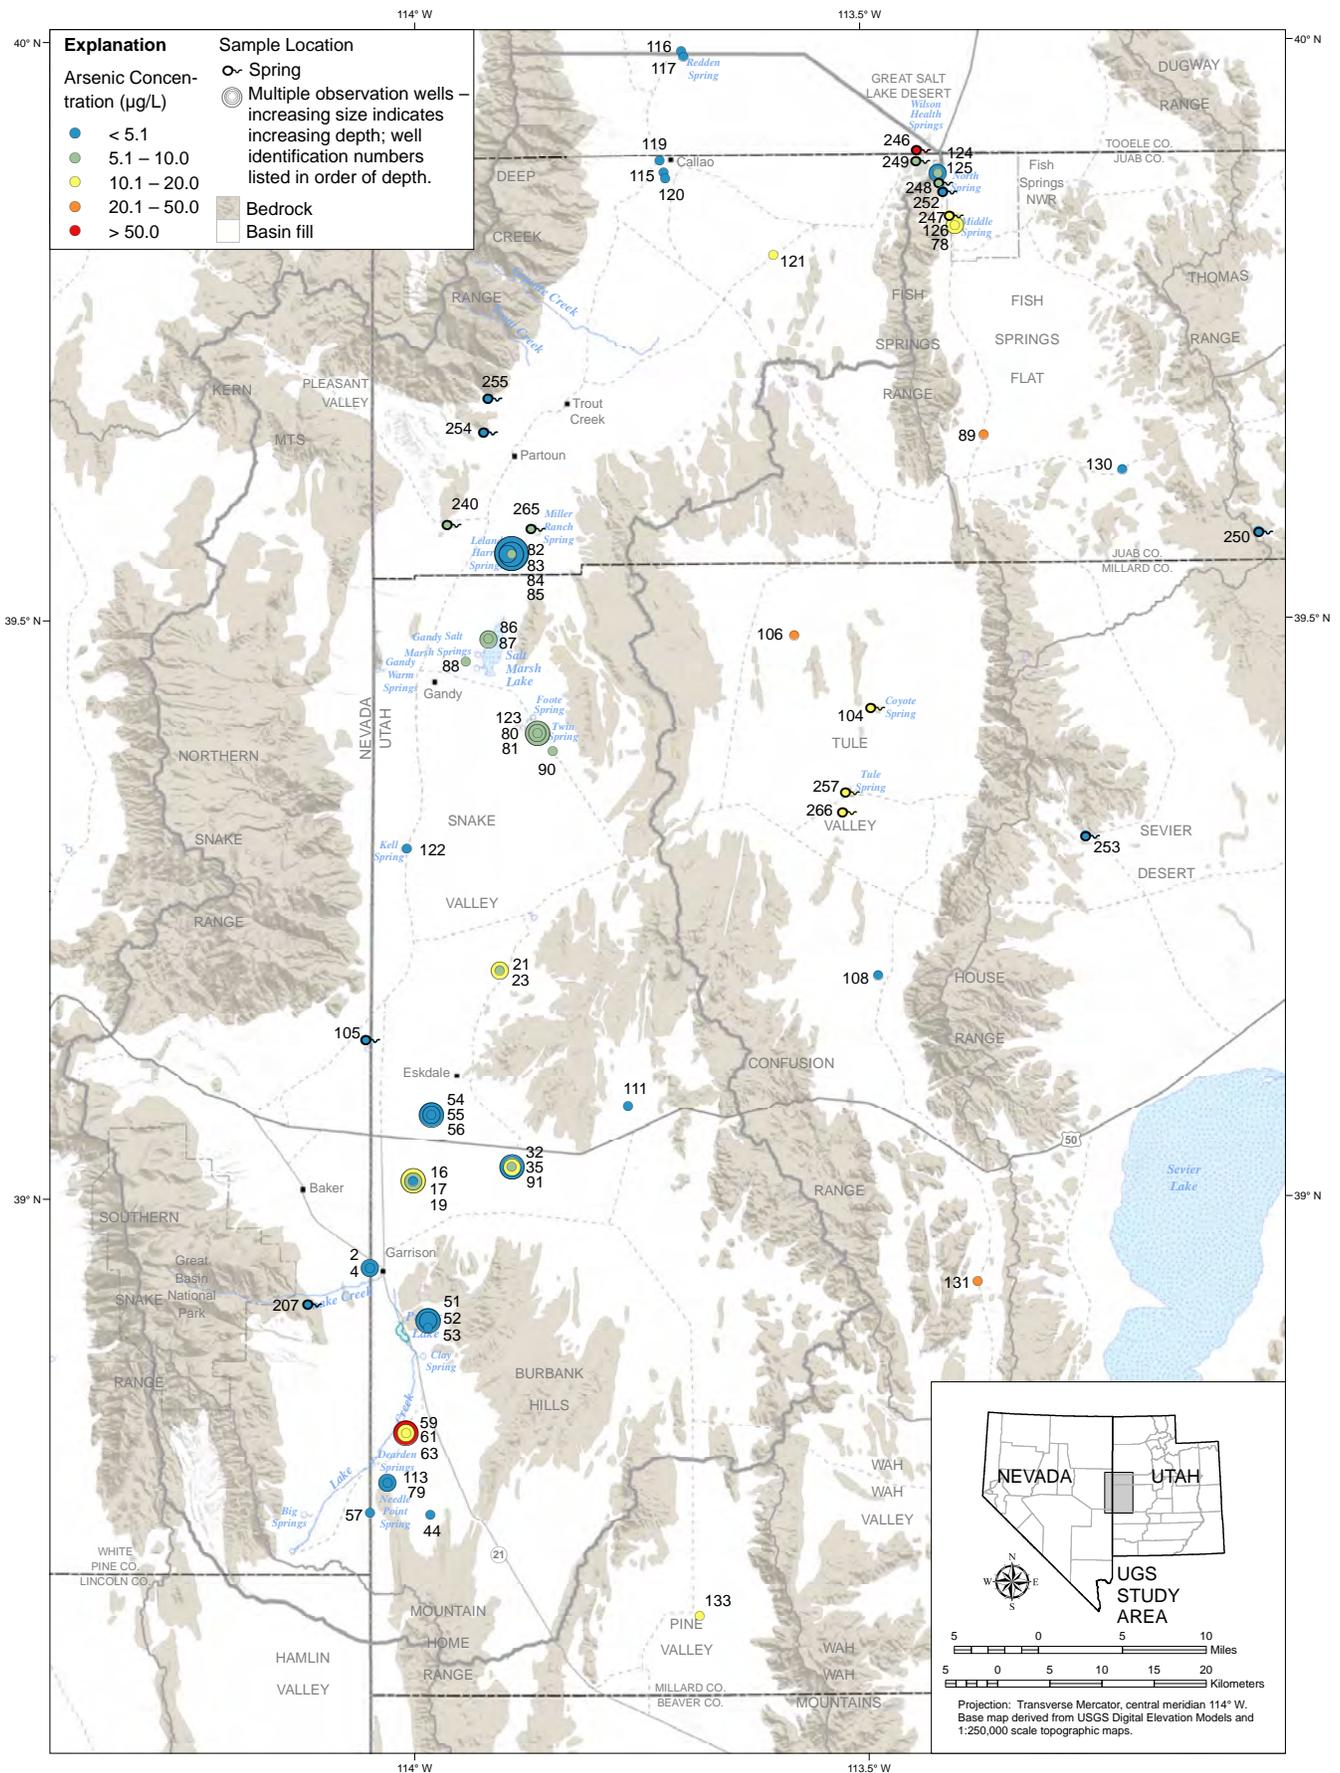 114° W
113.5° W
40° N
40° N
Explanation
Arsenic Concen-
tration (µg/L)
< 5.1
5.1 – 10.0
10.1 – 20.0
20.1 – 50.0
> 50.0
Sample Location
Spring
Multiple observation wells –
increasing size indicates
increasing depth; well
identification numbers
listed in order of depth.
Bedrock
Basin fill
116
117
Redden
Spring
GREAT SALT
LAKE DESERT
Wilson
Health
Springs
DUGWAY
RANGE
TOOELE CO.
JUAB CO.
119
Callao
115
120
246
249
124
125
248
North
Spring
252
247
126
78
Middle
Spring
Fish
Springs
NWR
DEEP
CREEK
RANGE
121
Creek
Creek
THOMAS
RANGE
FISH
SPRINGS
RANGE
FISH
SPRINGS
FLAT
KERN
MTS
PLEASANT
VALLEY
255
254
Trout
Creek
Partoun
89
130
250
240
265
Miller
Ranch
Spring
Leland
Harris
Spring
82
83
84
85
JUAB CO.
MILLARD CO.
39.5° N
39.5° N
86
87
88
Gandy Salt
Marsh Springs
Gandy
Warm
Springs
Salt
Marsh
Lake
Gandy
106
104
Coyote
Spring
NEVADA
UTAH
Foote
Spring
123
80
81
Twin
Spring
90
TULE
VALLEY
257
Tule
Spring
266
NORTHERN
SNAKE
RANGE
SNAKE
VALLEY
Kell
Spring
122
253
SEVIER
DESERT
21
23
108
HOUSE
RANGE
105
Eskdale
111
CONFUSION
RANGE
54
55
56
50
32
35
91
16
17
19
Baker
39° N
39° N
Sevier
Lake
SOUTHERN
SNAKE
RANGE
Great
Basin
National
Park
2
4
Garrison
131
207
Creek
51
52
53
Lake
Clay
Spring
BURBANK
HILLS
Creek
59
61
63
Dearden
Springs
Lake
113
79
Needle
Point
Spring
57
44
Big
Springs
21
WAH
WAH
VALLEY
WHITE
PINE CO.
LINCOLN CO.
MOUNTAIN
HOME
RANGE
133
PINE
VALLEY
HAMLIN
VALLEY
WAH
WAH
MOUNTAINS
MILLARD CO.
BEAVER CO.
NEVADA
UTAH
N
W
E
S
UGS
STUDY
AREA
5 0 5 10
Miles
5 0 5 10 15 20
Kilometers
Projection: Transverse Mercator, central meridian 114° W.
Base map derived from USGS Digital Elevation Models and
1:250,000 scale topographic maps.
114° W
113.5° W